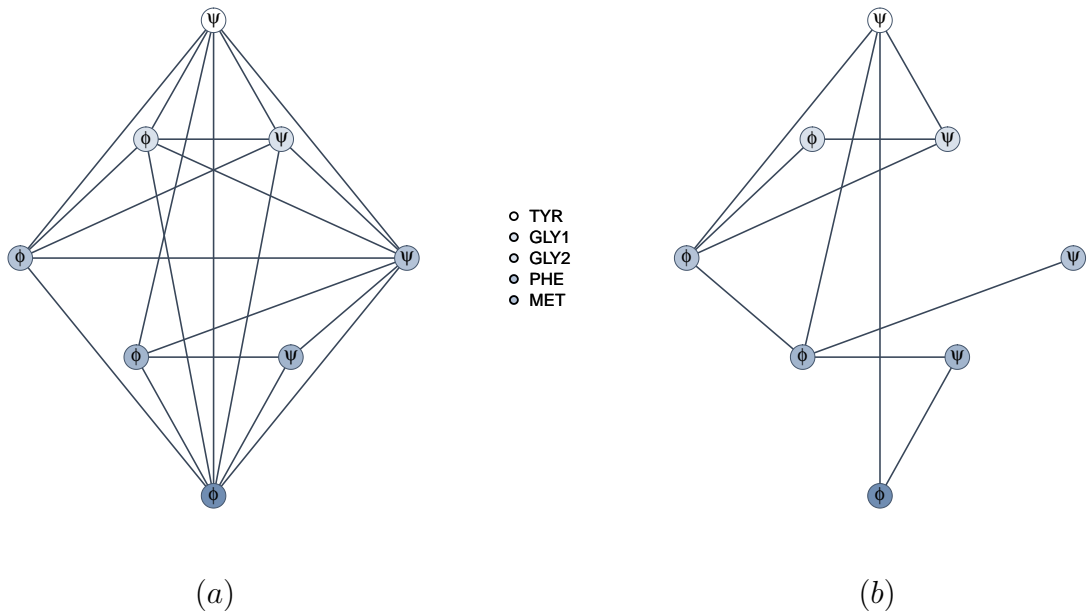 ψ ψ
ϕ ψ ϕ ψ
TYR
GLY1
GLY2
PHE
MET
ϕ ψ ϕ ψ
ϕ ψ ϕ ψ
ϕ ϕ
(a) (b)